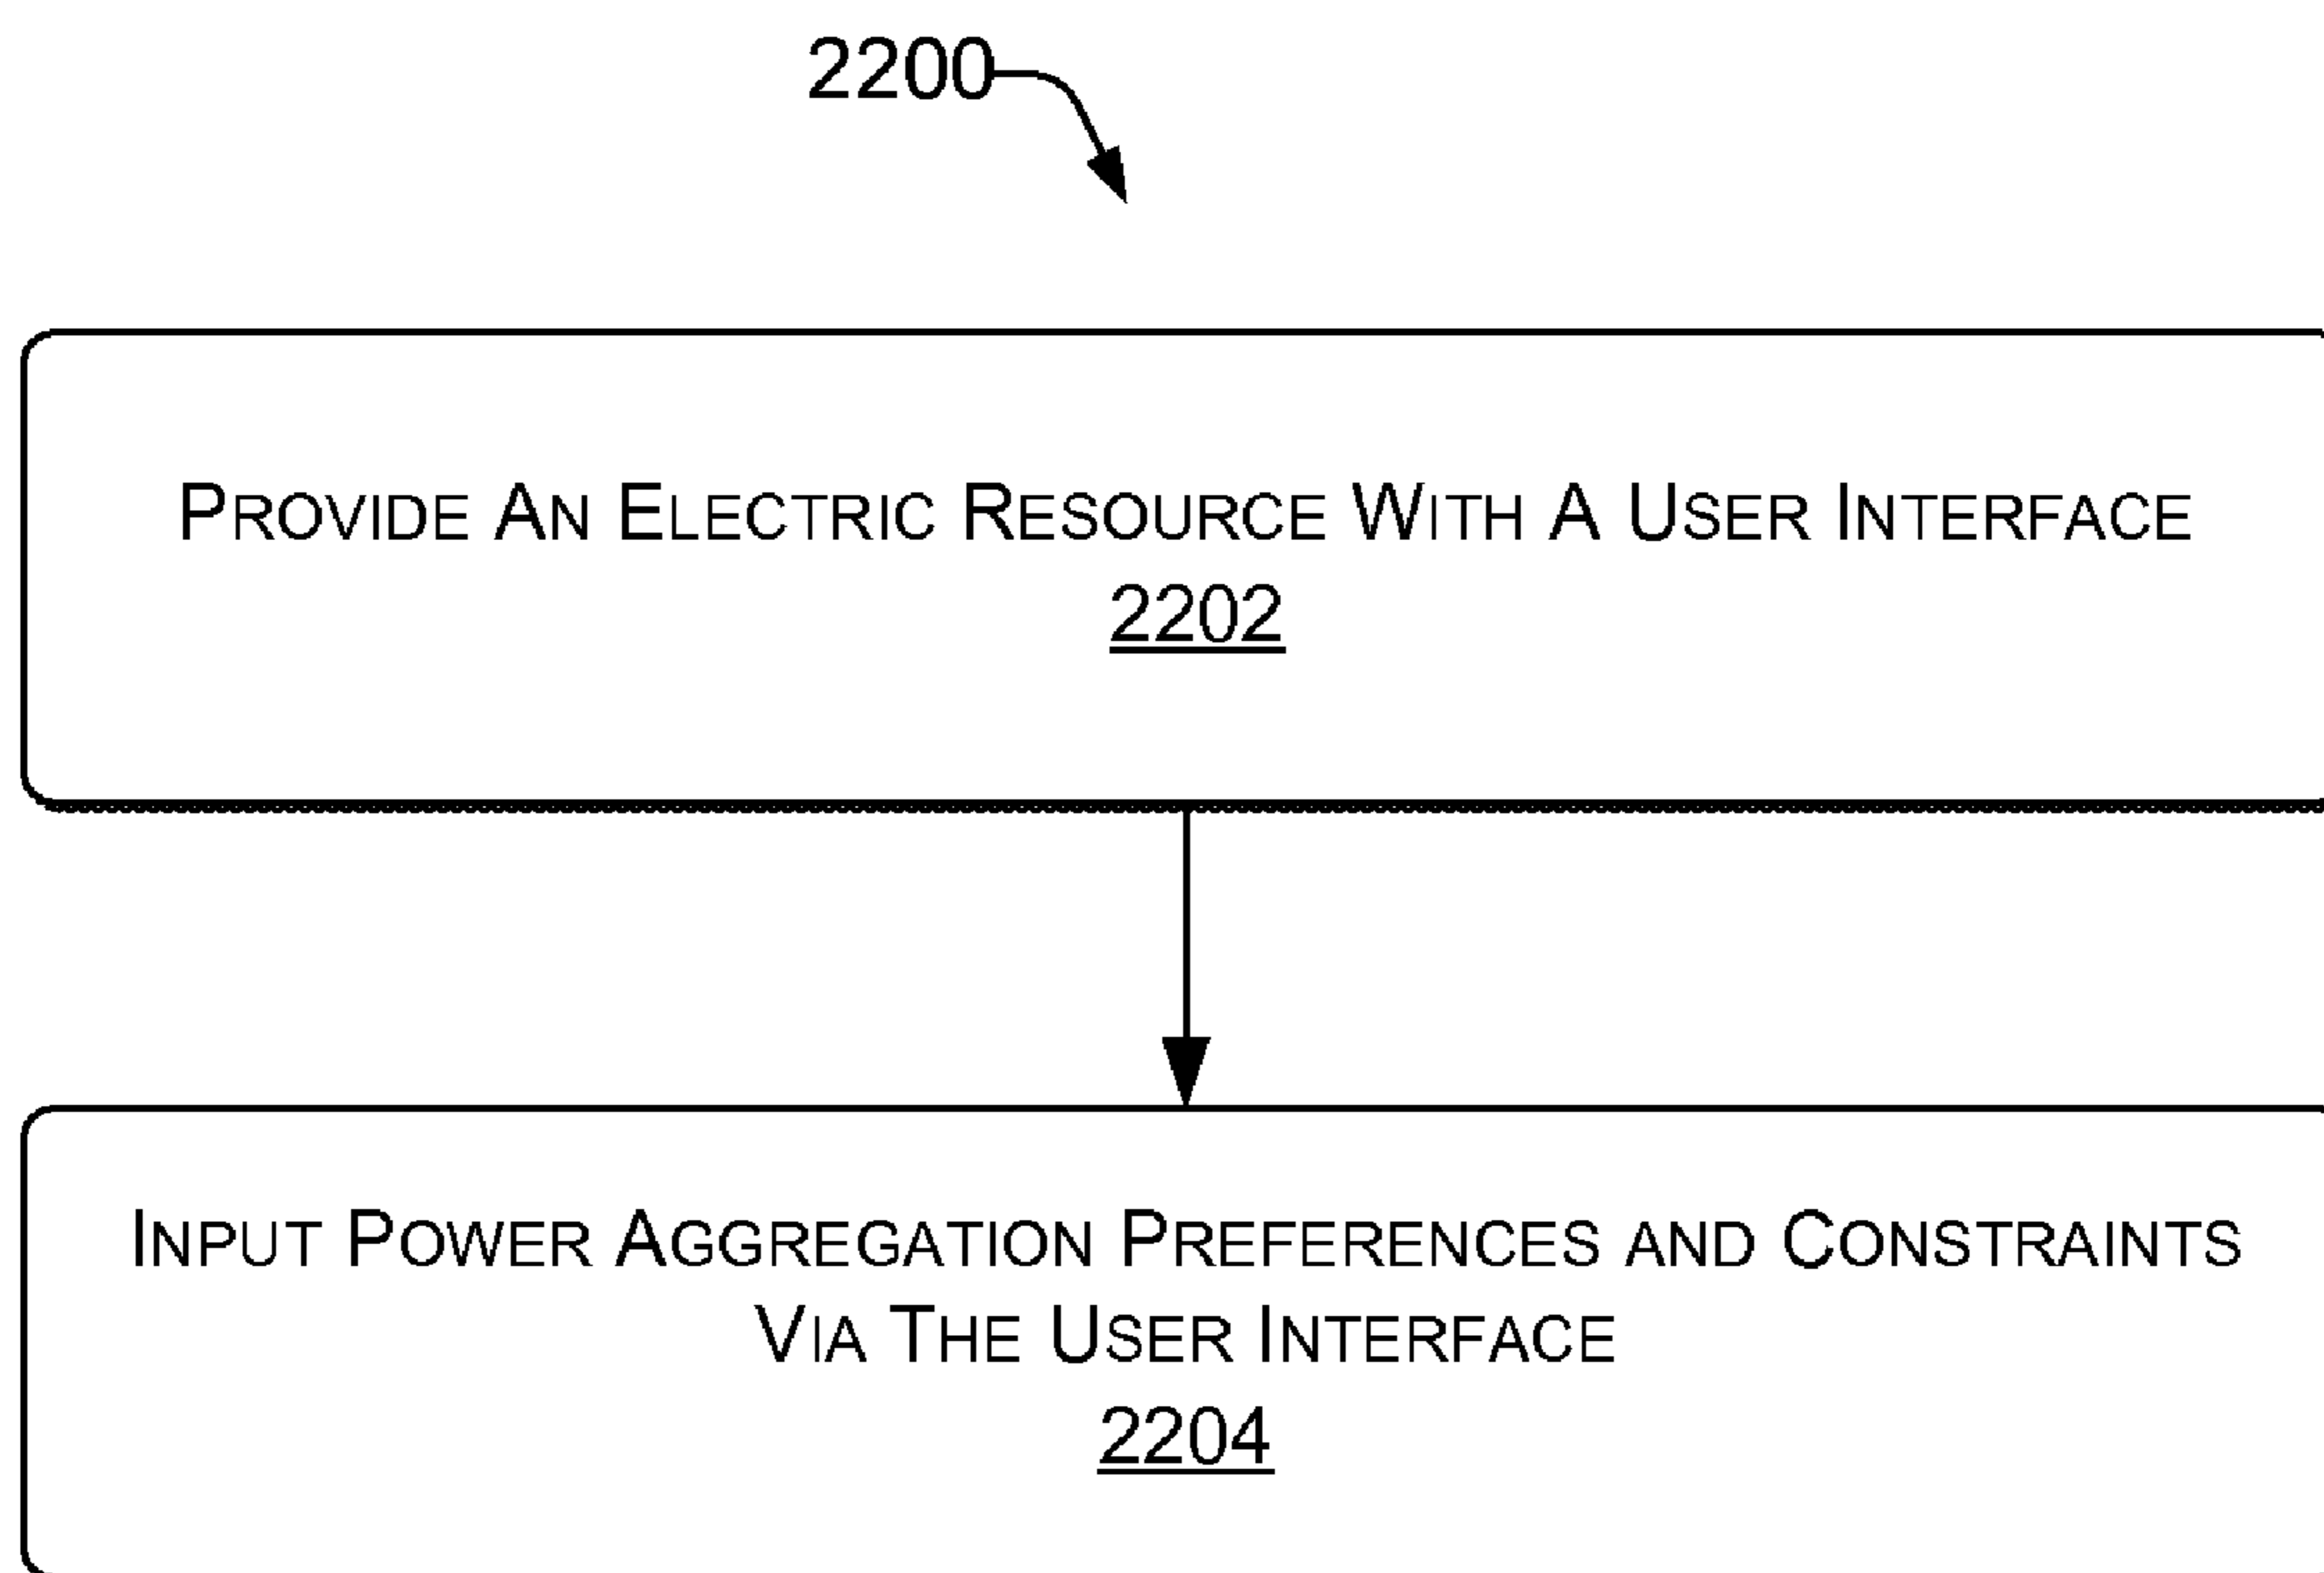 2200
PROVIDE AN ELECTRIC RESOURCE WITH A USER INTERFACE
2202
INPUT POWER AGGREGATION PREFERENCES AND CONSTRAINTS
VIA THE USER INTERFACE
2204